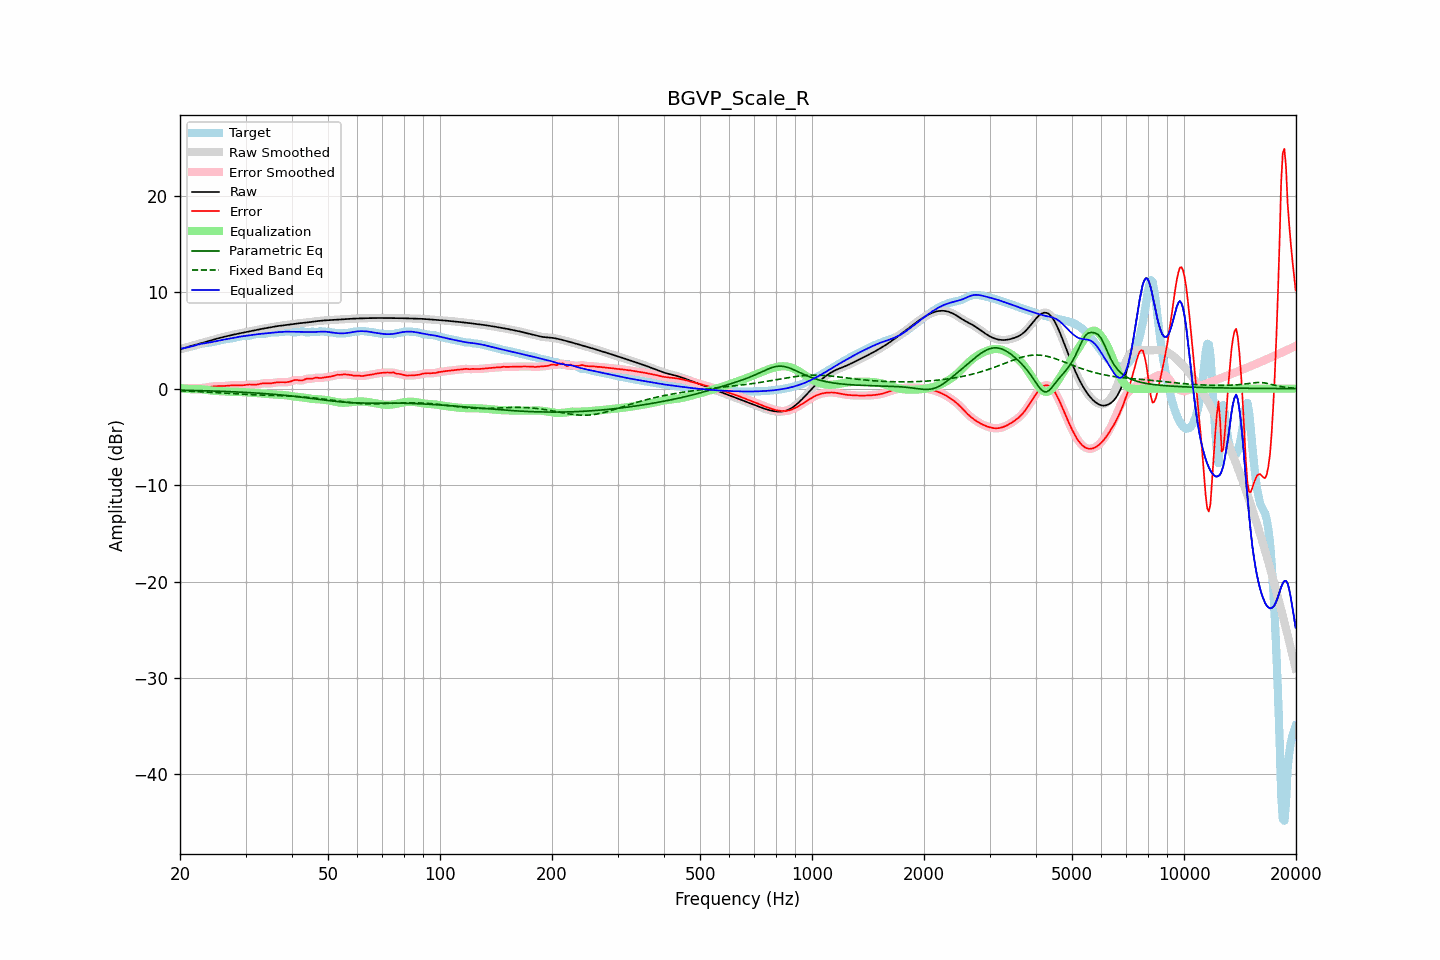 BGVP_Scale_R
Target
Raw Smoothed
Error Smoothed
Raw
Error
Equalization
Parametric Eq
Fixed Band Eq
Equalized
20
10
0
−10
−20
−30
−40
Amplitude (dBr)
20 50 100 200 500 1000 2000 5000 10000 20000
Frequency (Hz)